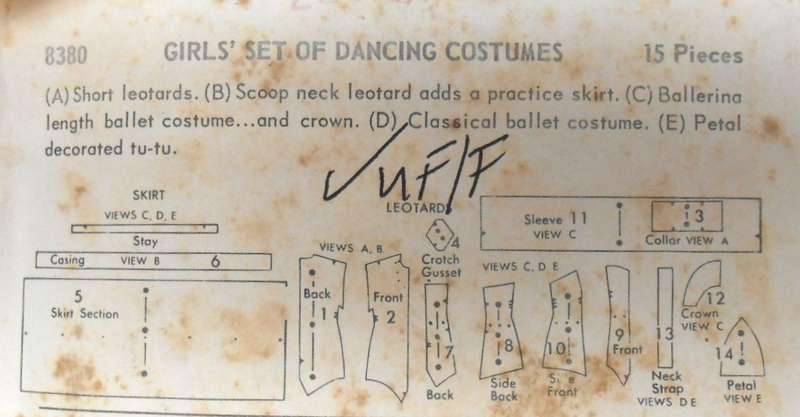 8380 GIRLS' SET OF DANCING COSTUMES 15 Pieces
(A) Short leotards. (B) Scoop neck leotard adds a practice skirt. (C) Ballerina
length ballet costume...and crown. (D) Classical ballet costume. (E) Petal
decorated tu-tu.
✓ UF/F
SKIRT
VIEWS C, D, E
Stay
Casing VIEW B 6
5
Skirt Section
LEOTARD
VIEWS A, B
Back
1
Front
2
4
Crotch
Gusset
7
Back
Sleeve 11
VIEW C
3
Collar VIEW A
VIEWS C, D E
8
Side
Back
10
Side
Front
9
Front
13
Neck
Strap
VIEWS D E
12
Crown
VIEW C
14
Petal
VIEW E